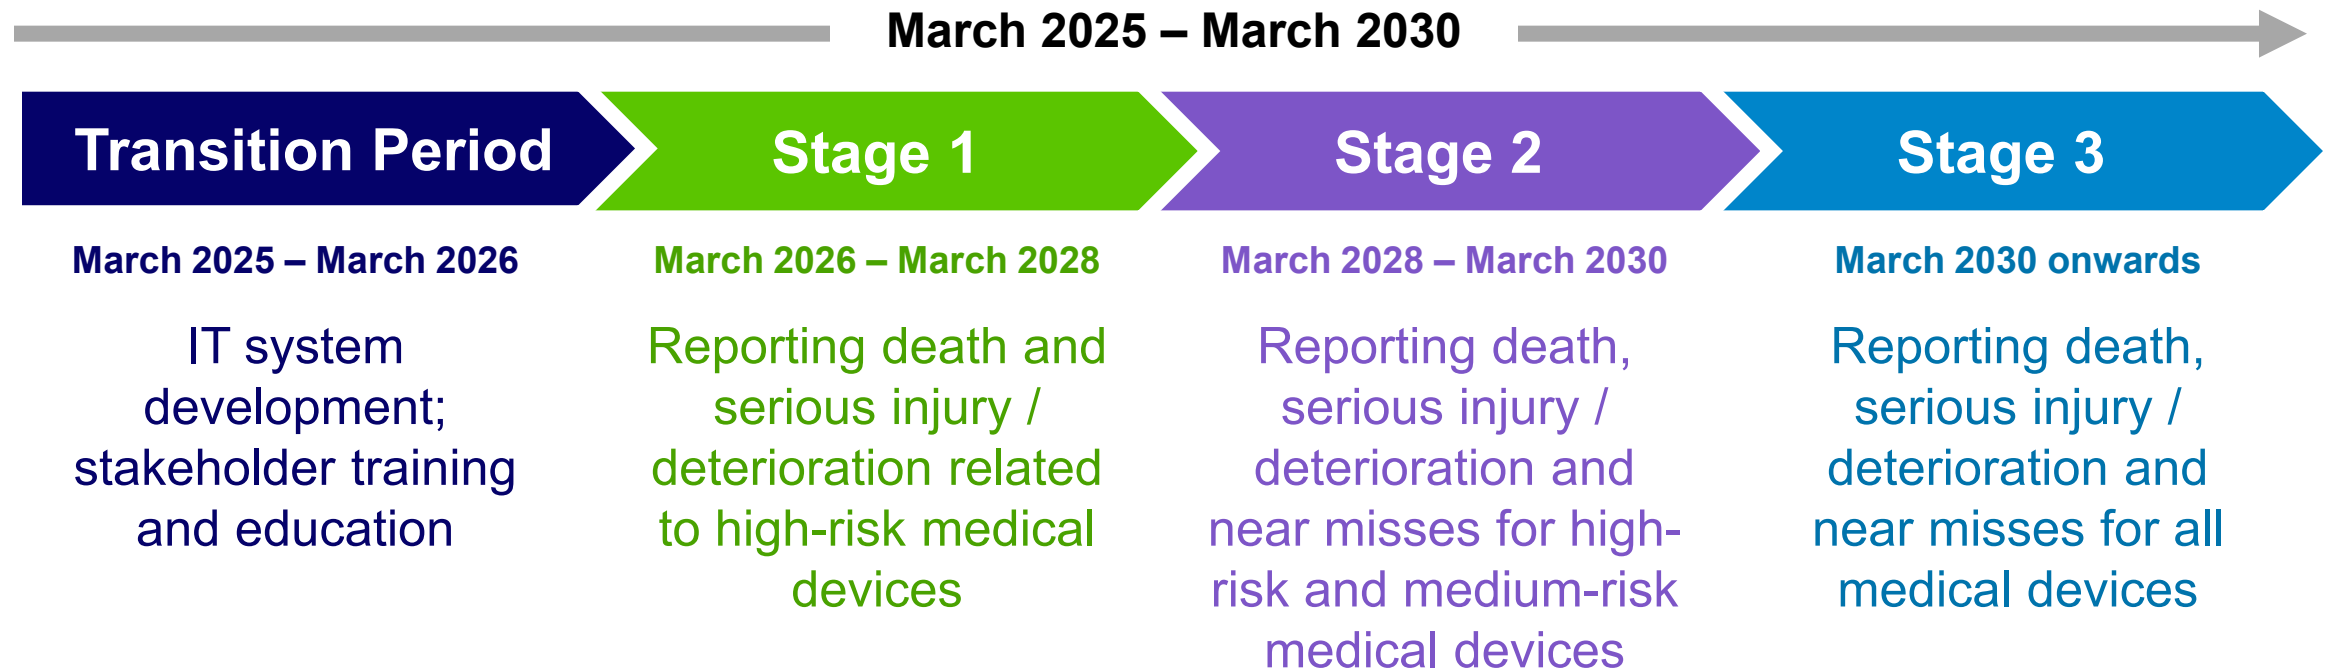 March 2025 – March 2030
Transition Period
Stage 1
Stage 2
Stage 3
March 2025 – March 2026
March 2026 – March 2028
March 2028 – March 2030
March 2030 onwards
IT system
development;
stakeholder training
and education
Reporting death and
serious injury /
deterioration related
to high-risk medical
devices
Reporting death,
serious injury /
deterioration and
near misses for high-
risk and medium-risk
medical devices
Reporting death,
serious injury /
deterioration and
near misses for all
medical devices